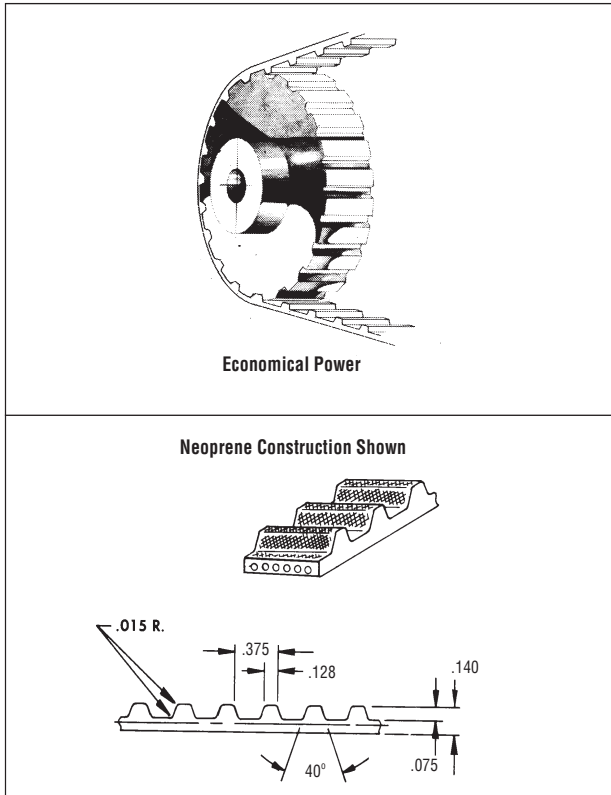 Economical Power
Neoprene Construction Shown
.015 R.
.375
.128
.140
.075
40°